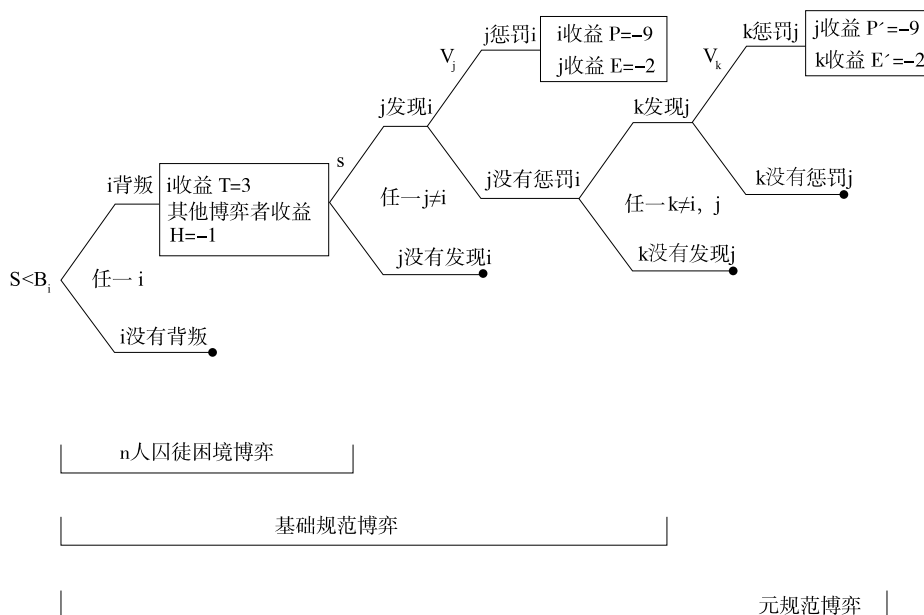 S<B_i
i背叛
任一 i
i没有背叛
i收益 T=3
其他博弈者收益
H=-1
s
j发现i
任一 j≠i
j没有发现i
V_j
j惩罚i
i收益 P=-9
j收益 E=-2
j没有惩罚i
k发现j
任一 k≠i, j
k没有发现j
V_k
k惩罚j
j收益 P´=-9
k收益 E´=-2
k没有惩罚j
n人囚徒困境博弈
基础规范博弈
元规范博弈